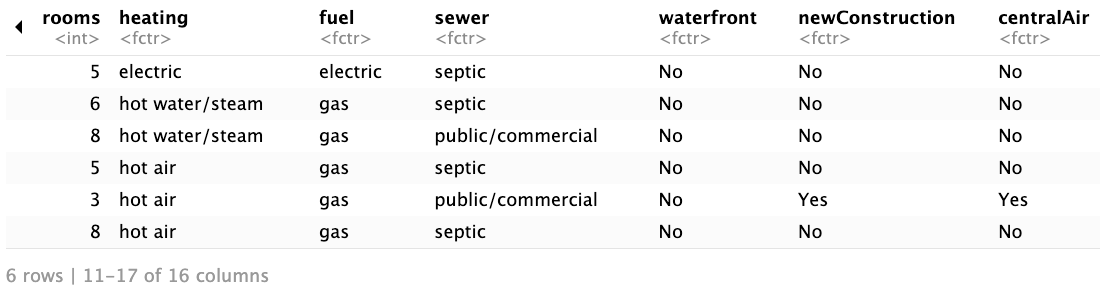 rooms heating fuel sewer waterfront newConstruction centralAir
<int> <fctr> <fctr> <fctr> <fctr> <fctr> <fctr>
5 electric electric septic No No No
6 hot water/steam gas septic No No No
8 hot water/steam gas public/commercial No No No
5 hot air gas septic No No No
3 hot air gas public/commercial No Yes Yes
8 hot air gas septic No No No
6 rows | 11–17 of 16 columns